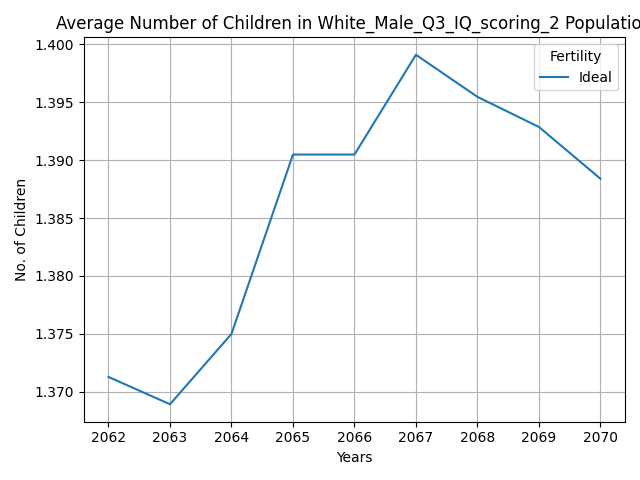 Average Number of Children in White_Male_Q3_IQ_scoring_2 Populatio
1.400
1.395
1.390
1.385
1.380
1.375
1.370
No. of Children
Fertility
Ideal
2062 2063 2064 2065 2066 2067 2068 2069 2070
Years